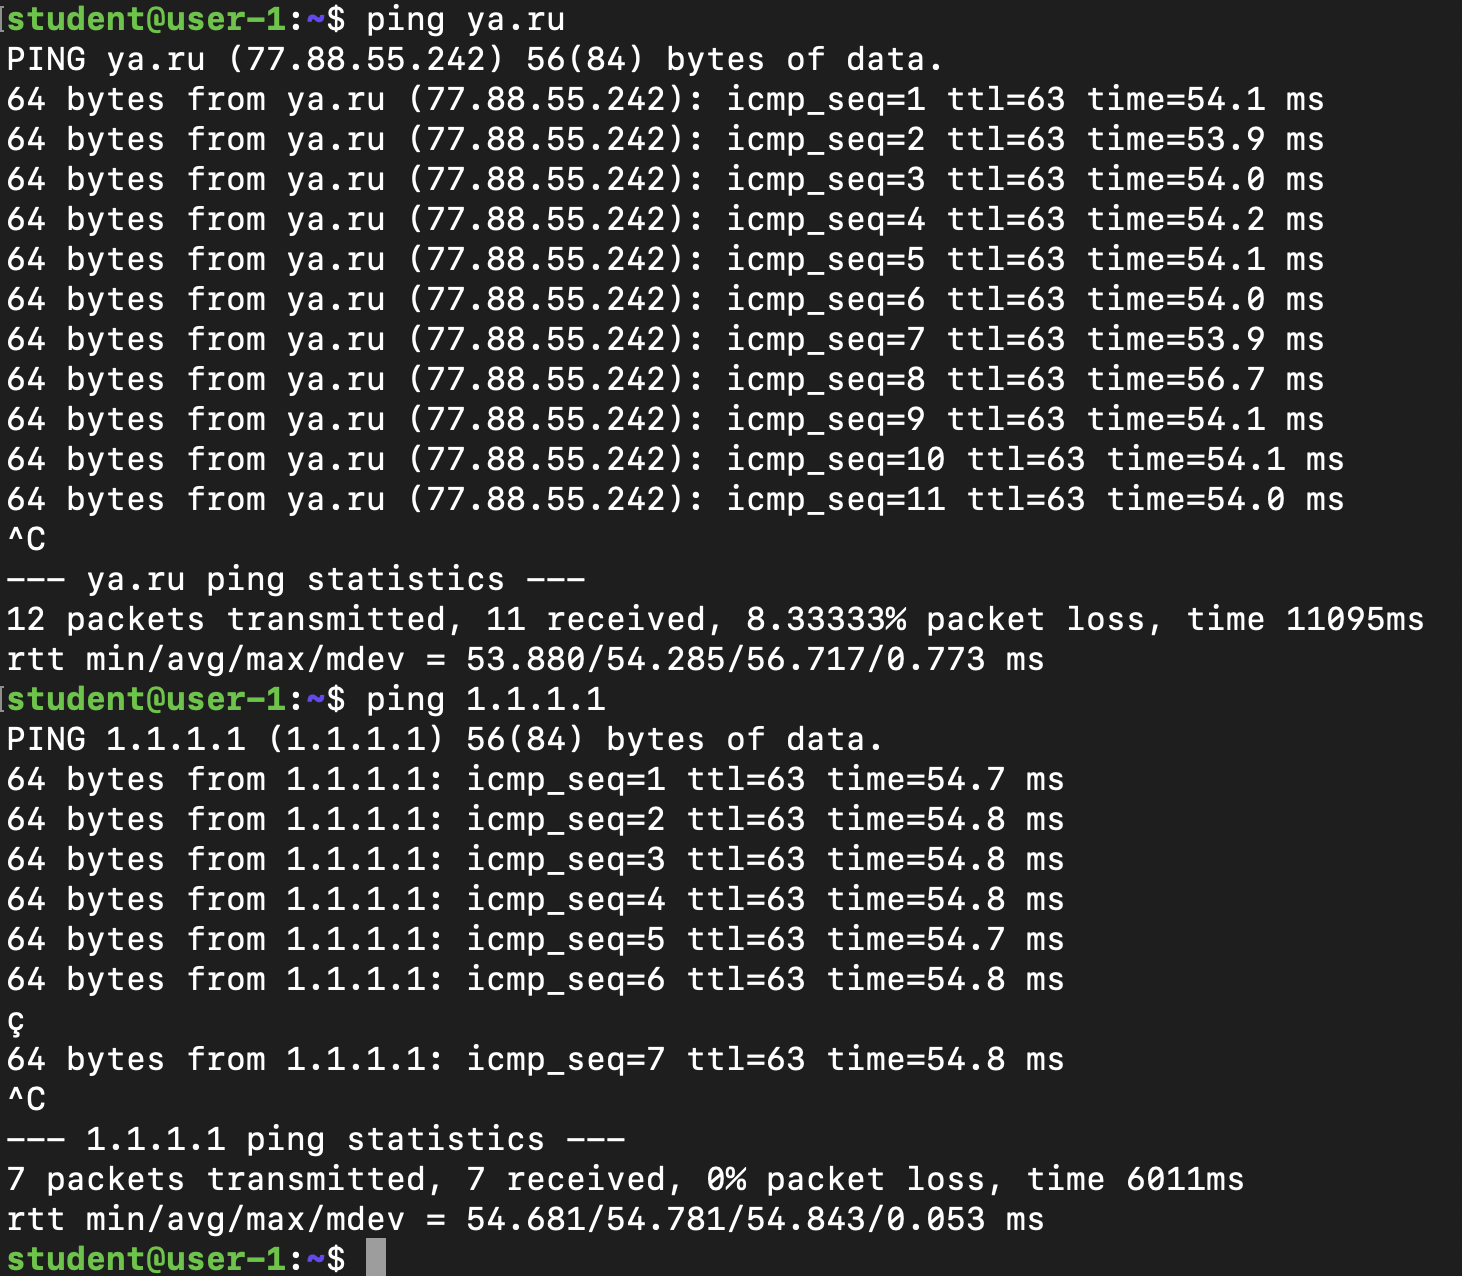 student@user-1:~$ ping ya.ru
PING ya.ru (77.88.55.242) 56(84) bytes of data.
64 bytes from ya.ru (77.88.55.242): icmp_seq=1 ttl=63 time=54.1 ms
64 bytes from ya.ru (77.88.55.242): icmp_seq=2 ttl=63 time=53.9 ms
64 bytes from ya.ru (77.88.55.242): icmp_seq=3 ttl=63 time=54.0 ms
64 bytes from ya.ru (77.88.55.242): icmp_seq=4 ttl=63 time=54.2 ms
64 bytes from ya.ru (77.88.55.242): icmp_seq=5 ttl=63 time=54.1 ms
64 bytes from ya.ru (77.88.55.242): icmp_seq=6 ttl=63 time=54.0 ms
64 bytes from ya.ru (77.88.55.242): icmp_seq=7 ttl=63 time=53.9 ms
64 bytes from ya.ru (77.88.55.242): icmp_seq=8 ttl=63 time=56.7 ms
64 bytes from ya.ru (77.88.55.242): icmp_seq=9 ttl=63 time=54.1 ms
64 bytes from ya.ru (77.88.55.242): icmp_seq=10 ttl=63 time=54.1 ms
64 bytes from ya.ru (77.88.55.242): icmp_seq=11 ttl=63 time=54.0 ms
^C
--- ya.ru ping statistics ---
12 packets transmitted, 11 received, 8.33333% packet loss, time 11095ms
rtt min/avg/max/mdev = 53.880/54.285/56.717/0.773 ms
student@user-1:~$ ping 1.1.1.1
PING 1.1.1.1 (1.1.1.1) 56(84) bytes of data.
64 bytes from 1.1.1.1: icmp_seq=1 ttl=63 time=54.7 ms
64 bytes from 1.1.1.1: icmp_seq=2 ttl=63 time=54.8 ms
64 bytes from 1.1.1.1: icmp_seq=3 ttl=63 time=54.8 ms
64 bytes from 1.1.1.1: icmp_seq=4 ttl=63 time=54.8 ms
64 bytes from 1.1.1.1: icmp_seq=5 ttl=63 time=54.7 ms
64 bytes from 1.1.1.1: icmp_seq=6 ttl=63 time=54.8 ms
ç
64 bytes from 1.1.1.1: icmp_seq=7 ttl=63 time=54.8 ms
^C
--- 1.1.1.1 ping statistics ---
7 packets transmitted, 7 received, 0% packet loss, time 6011ms
rtt min/avg/max/mdev = 54.681/54.781/54.843/0.053 ms
student@user-1:~$